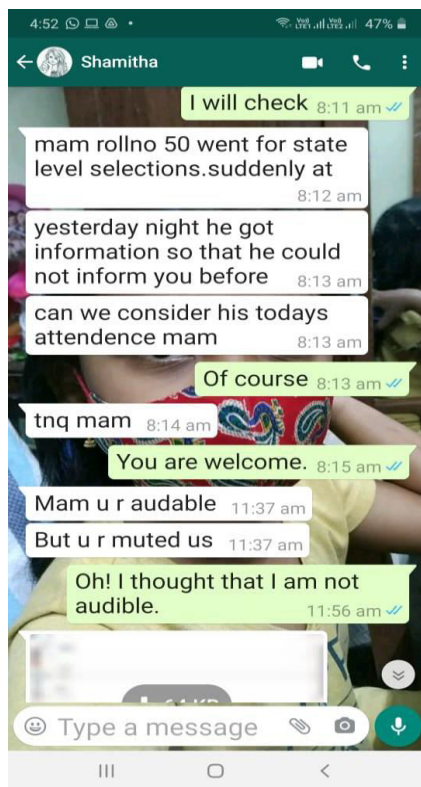 4:52 47%
Shamitha
I will check 8:11 am
mam rollno 50 went for state
level selections.suddenly at
8:12 am
yesterday night he got
information so that he could
not inform you before 8:13 am
can we consider his todays
attendence mam 8:13 am
Of course 8:13 am
tnq mam 8:14 am
You are welcome. 8:15 am
Mam u r audable 11:37 am
But u r muted us 11:37 am
Oh! I thought that I am not
audible. 11:56 am
Type a message